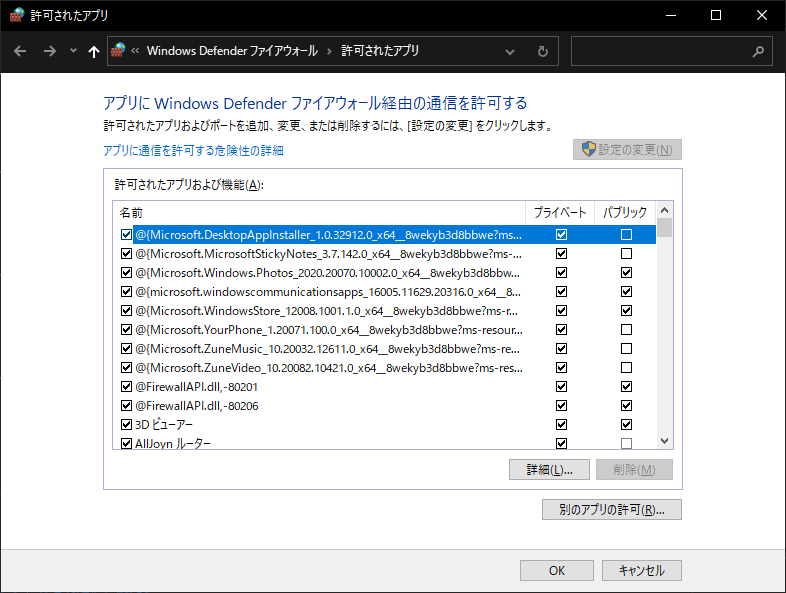 許可されたアプリ
« Windows Defender ファイアウォール › 許可されたアプリ
アプリに Windows Defender ファイアウォール経由の通信を許可する
許可されたアプリおよびポートを追加、変更、または削除するには、[設定の変更] をクリックします。
アプリに通信を許可する危険性の詳細
設定の変更(N)
許可されたアプリおよび機能(A):
名前 プライベート パブリック
@{Microsoft.DesktopAppInstaller_1.0.32912.0_x64__8wekyb3d8bbwe?ms...
@{Microsoft.MicrosoftStickyNotes_3.7.142.0_x64__8wekyb3d8bbwe?ms-...
@{Microsoft.Windows.Photos_2020.20070.10002.0_x64__8wekyb3d8bbw...
@{microsoft.windowscommunicationsapps_16005.11629.20316.0_x64__8...
@{Microsoft.WindowsStore_12008.1001.1.0_x64__8wekyb3d8bbwe?ms-r...
@{Microsoft.YourPhone_1.20071.100.0_x64__8wekyb3d8bbwe?ms-resour...
@{Microsoft.ZuneMusic_10.20032.12611.0_x64__8wekyb3d8bbwe?ms-re...
@{Microsoft.ZuneVideo_10.20082.10421.0_x64__8wekyb3d8bbwe?ms-res...
@FirewallAPI.dll,-80201
@FirewallAPI.dll,-80206
3D ビューアー
AllJoyn ルーター
詳細(L)... 削除(M)
別のアプリの許可(R)...
OK キャンセル